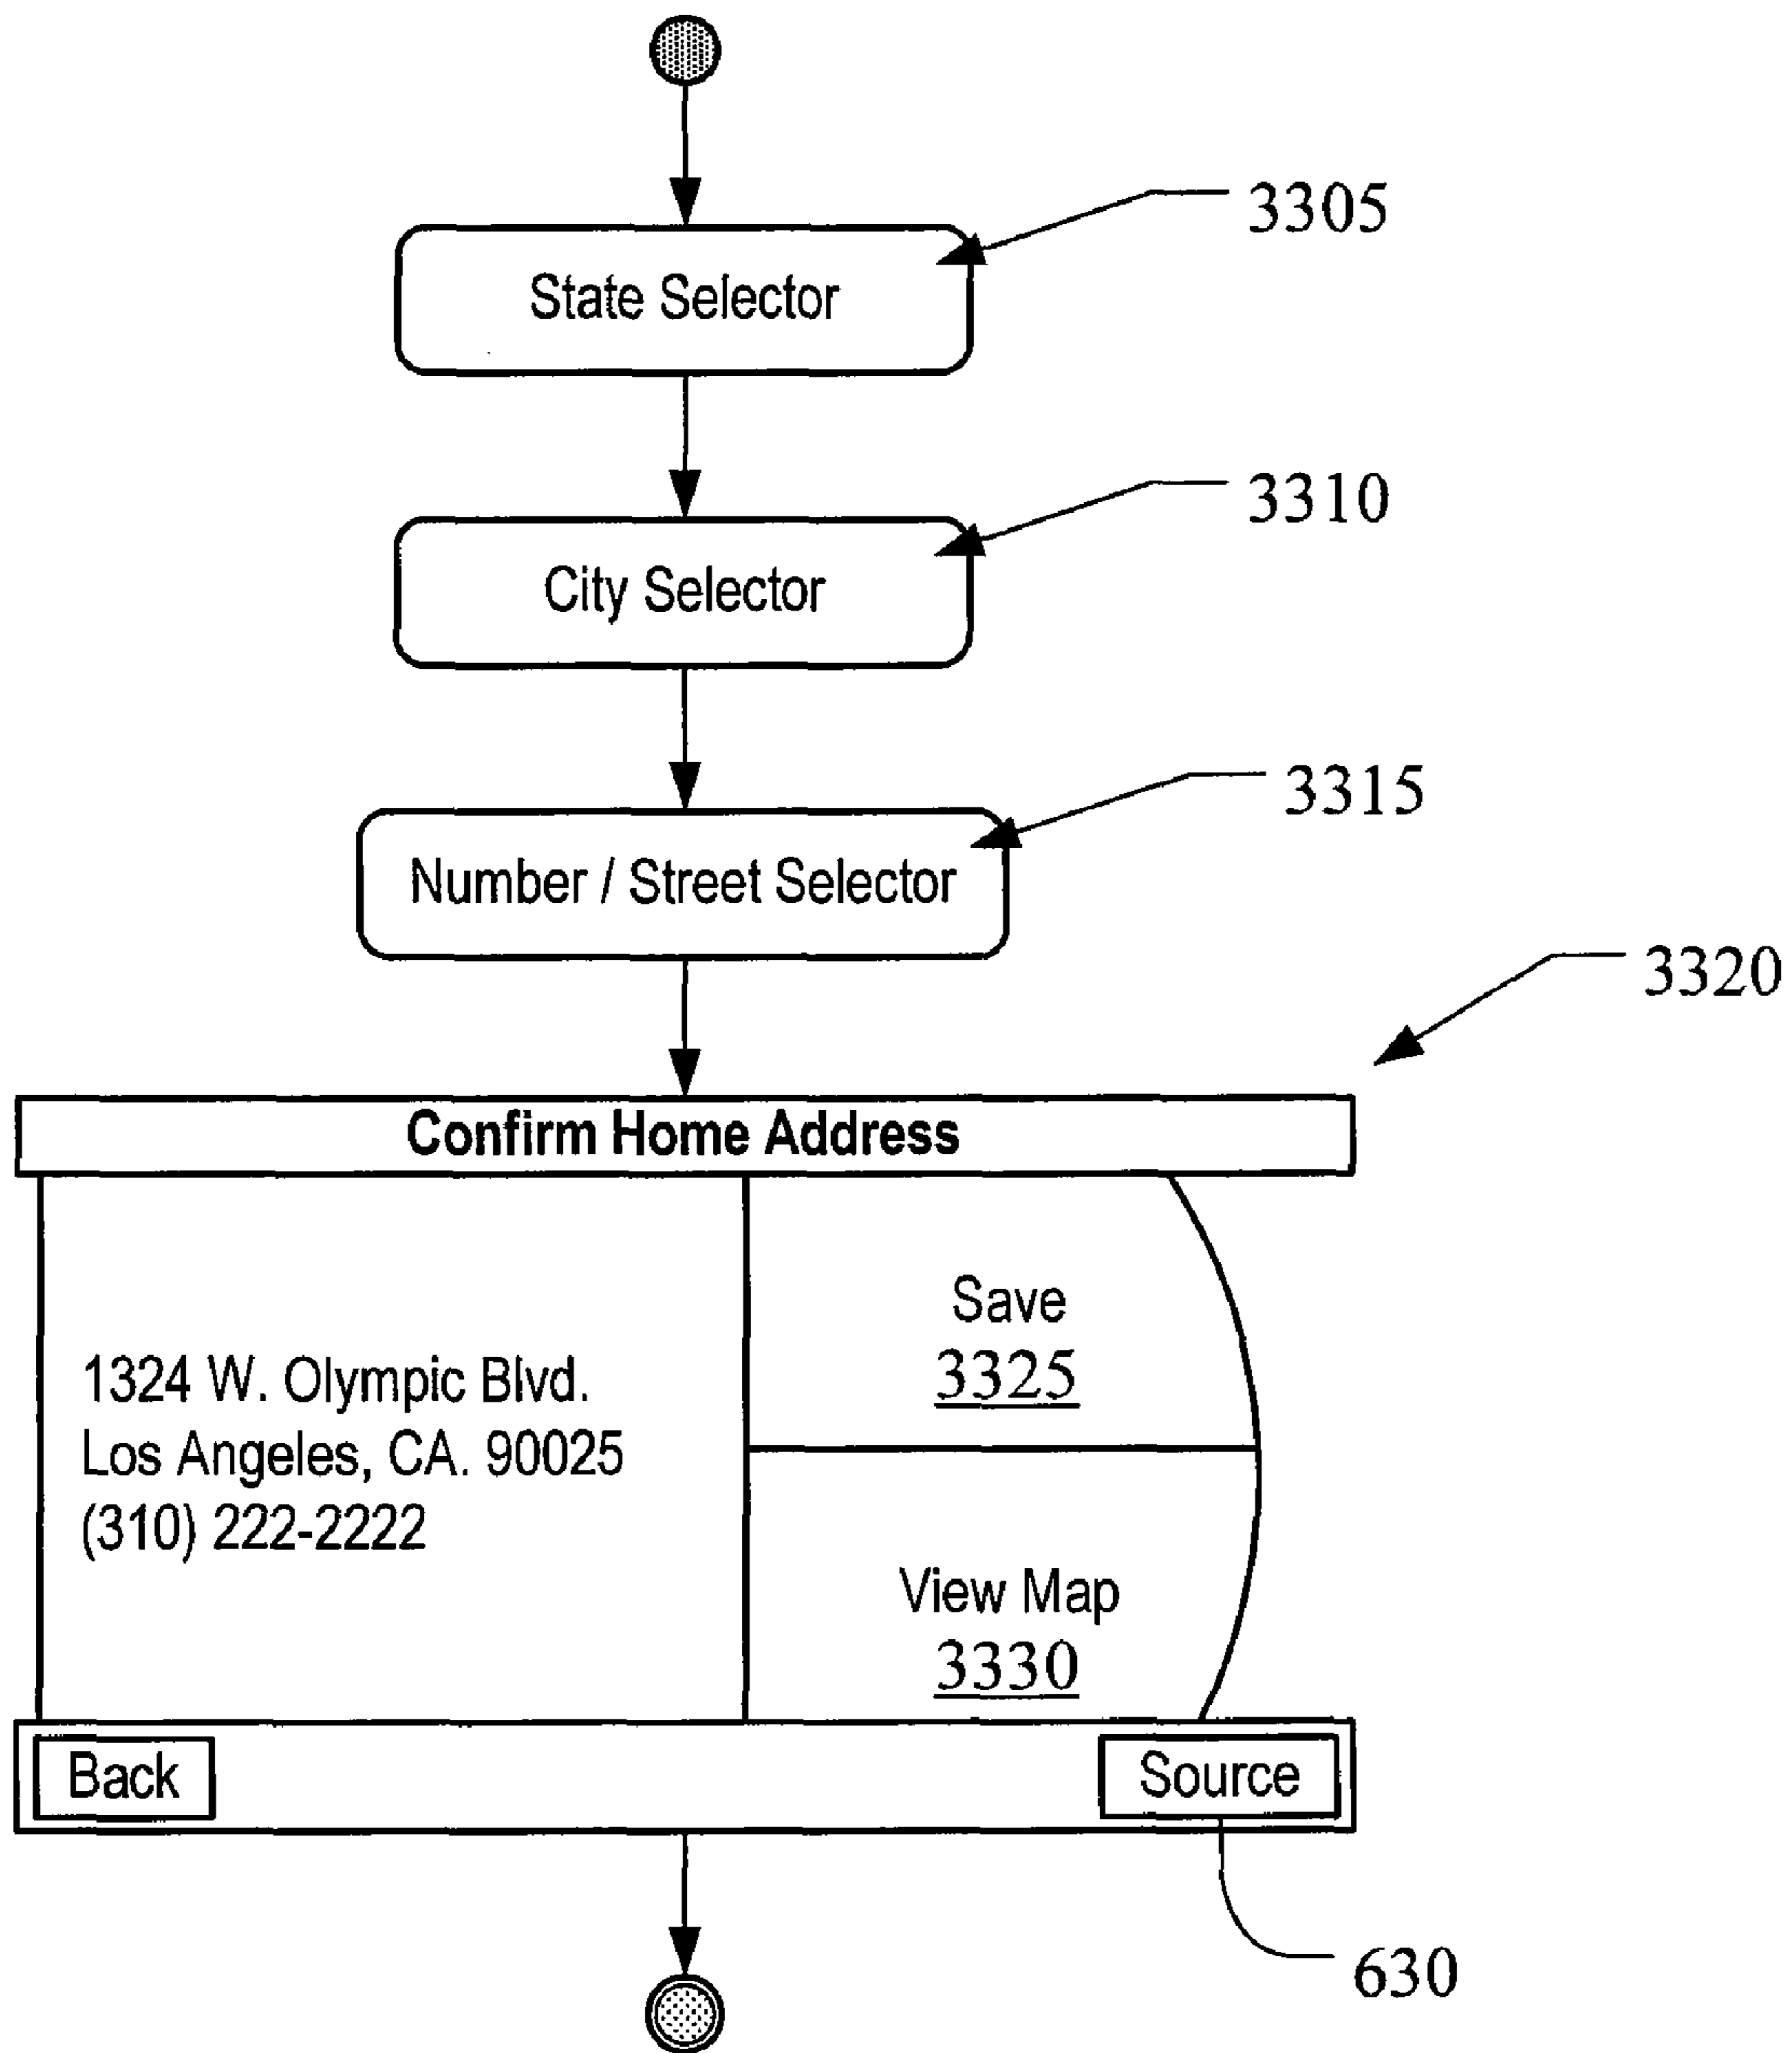 3305
State Selector
3310
City Selector
3315
Number / Street Selector
3320
Confirm Home Address
1324 W. Olympic Blvd.
Los Angeles, CA. 90025
(310) 222-2222
Save
3325
View Map
3330
Back
Source
630